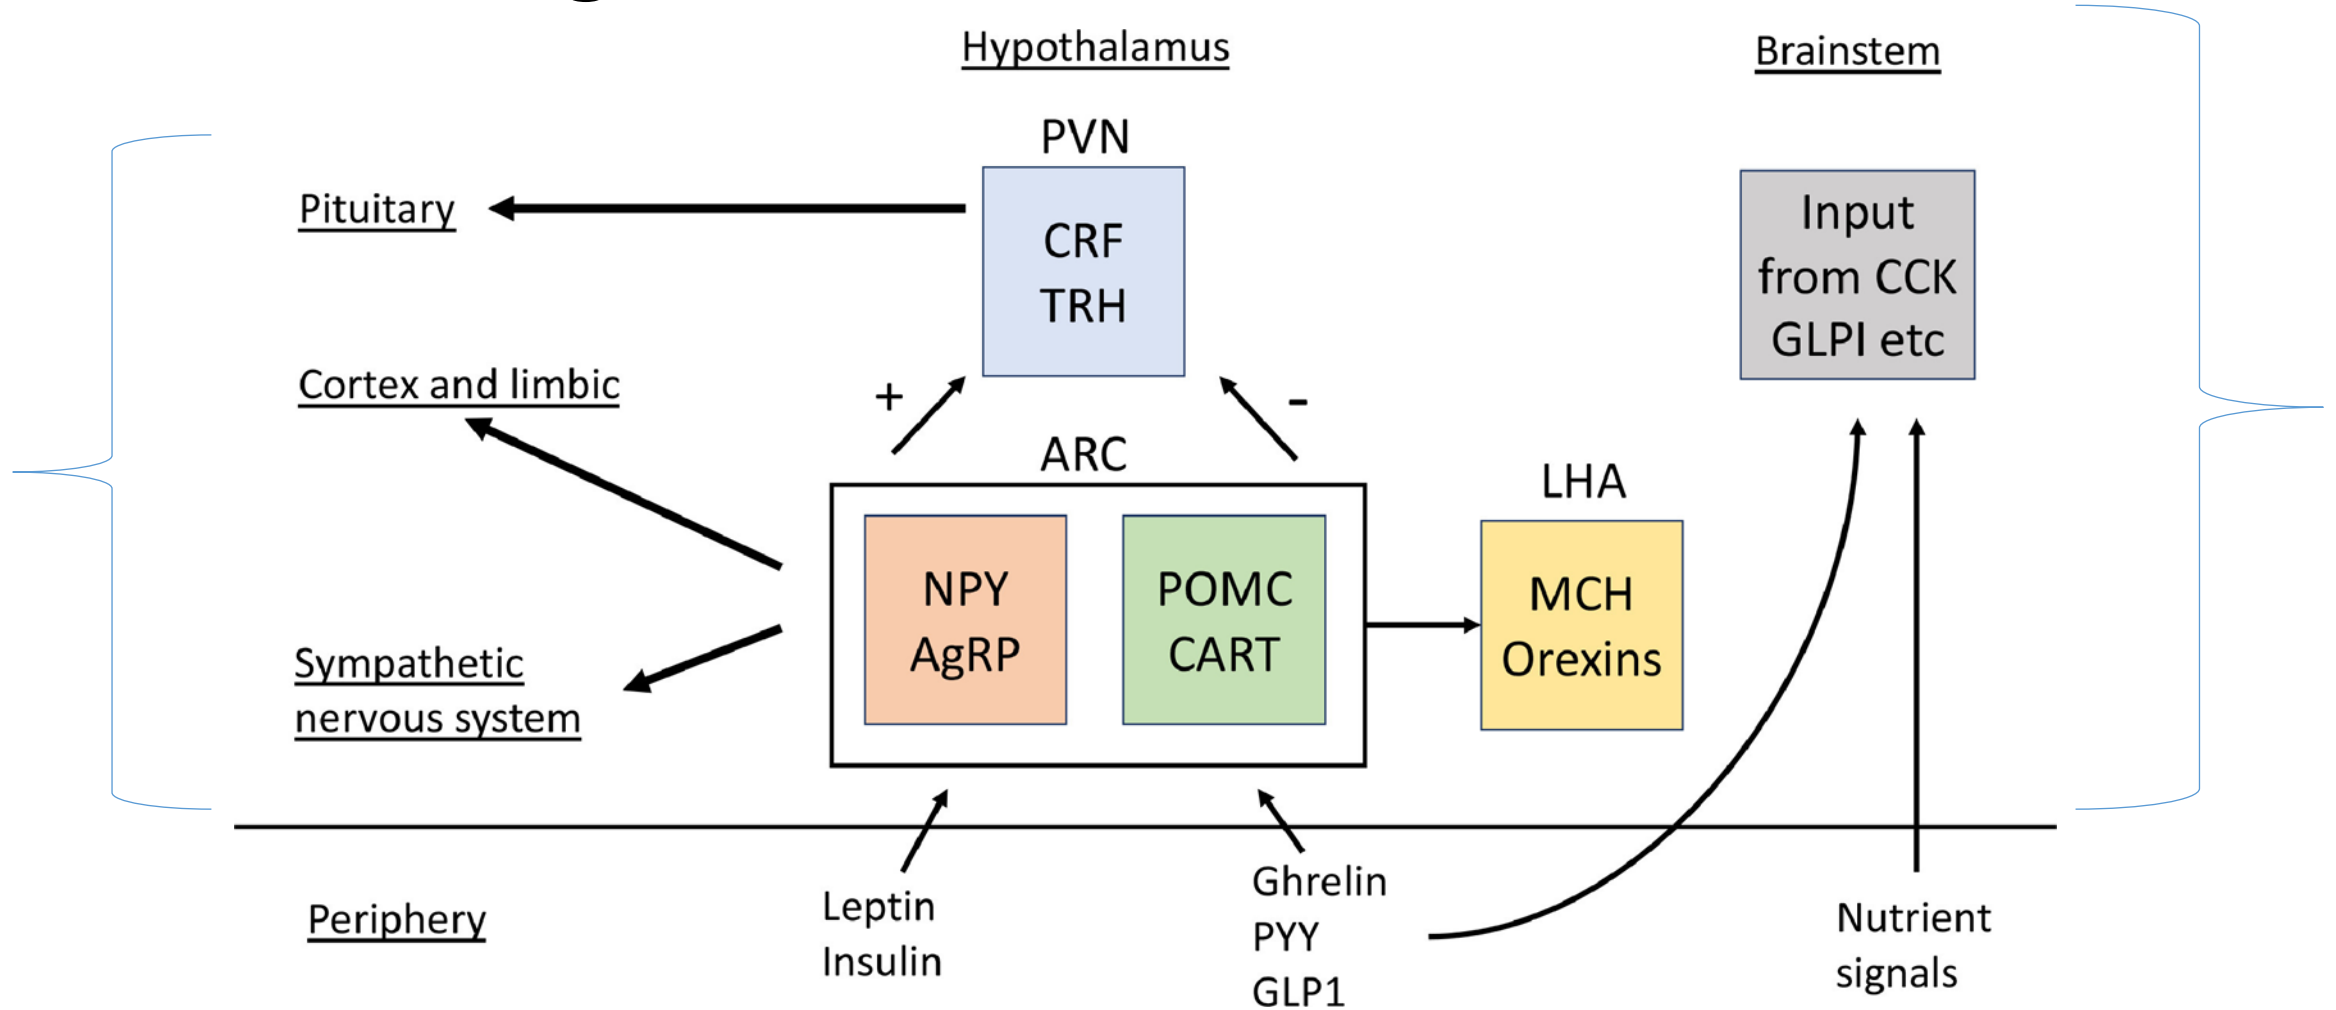 Hypothalamus
Brainstem
PVN
Pituitary
CRF
TRH
Input
from CCK
GLPI etc
Cortex and limbic
+
-
ARC
LHA
NPY
AgRP
POMC
CART
MCH
Orexins
Sympathetic
nervous system
Periphery
Leptin
Insulin
Ghrelin
PYY
GLP1
Nutrient
signals